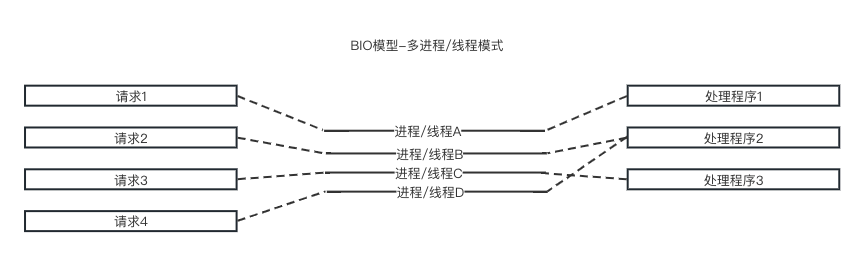 BIO模型-多进程/线程模式
请求1
请求2
请求3
请求4
进程/线程A
进程/线程B
进程/线程C
进程/线程D
处理程序1
处理程序2
处理程序3